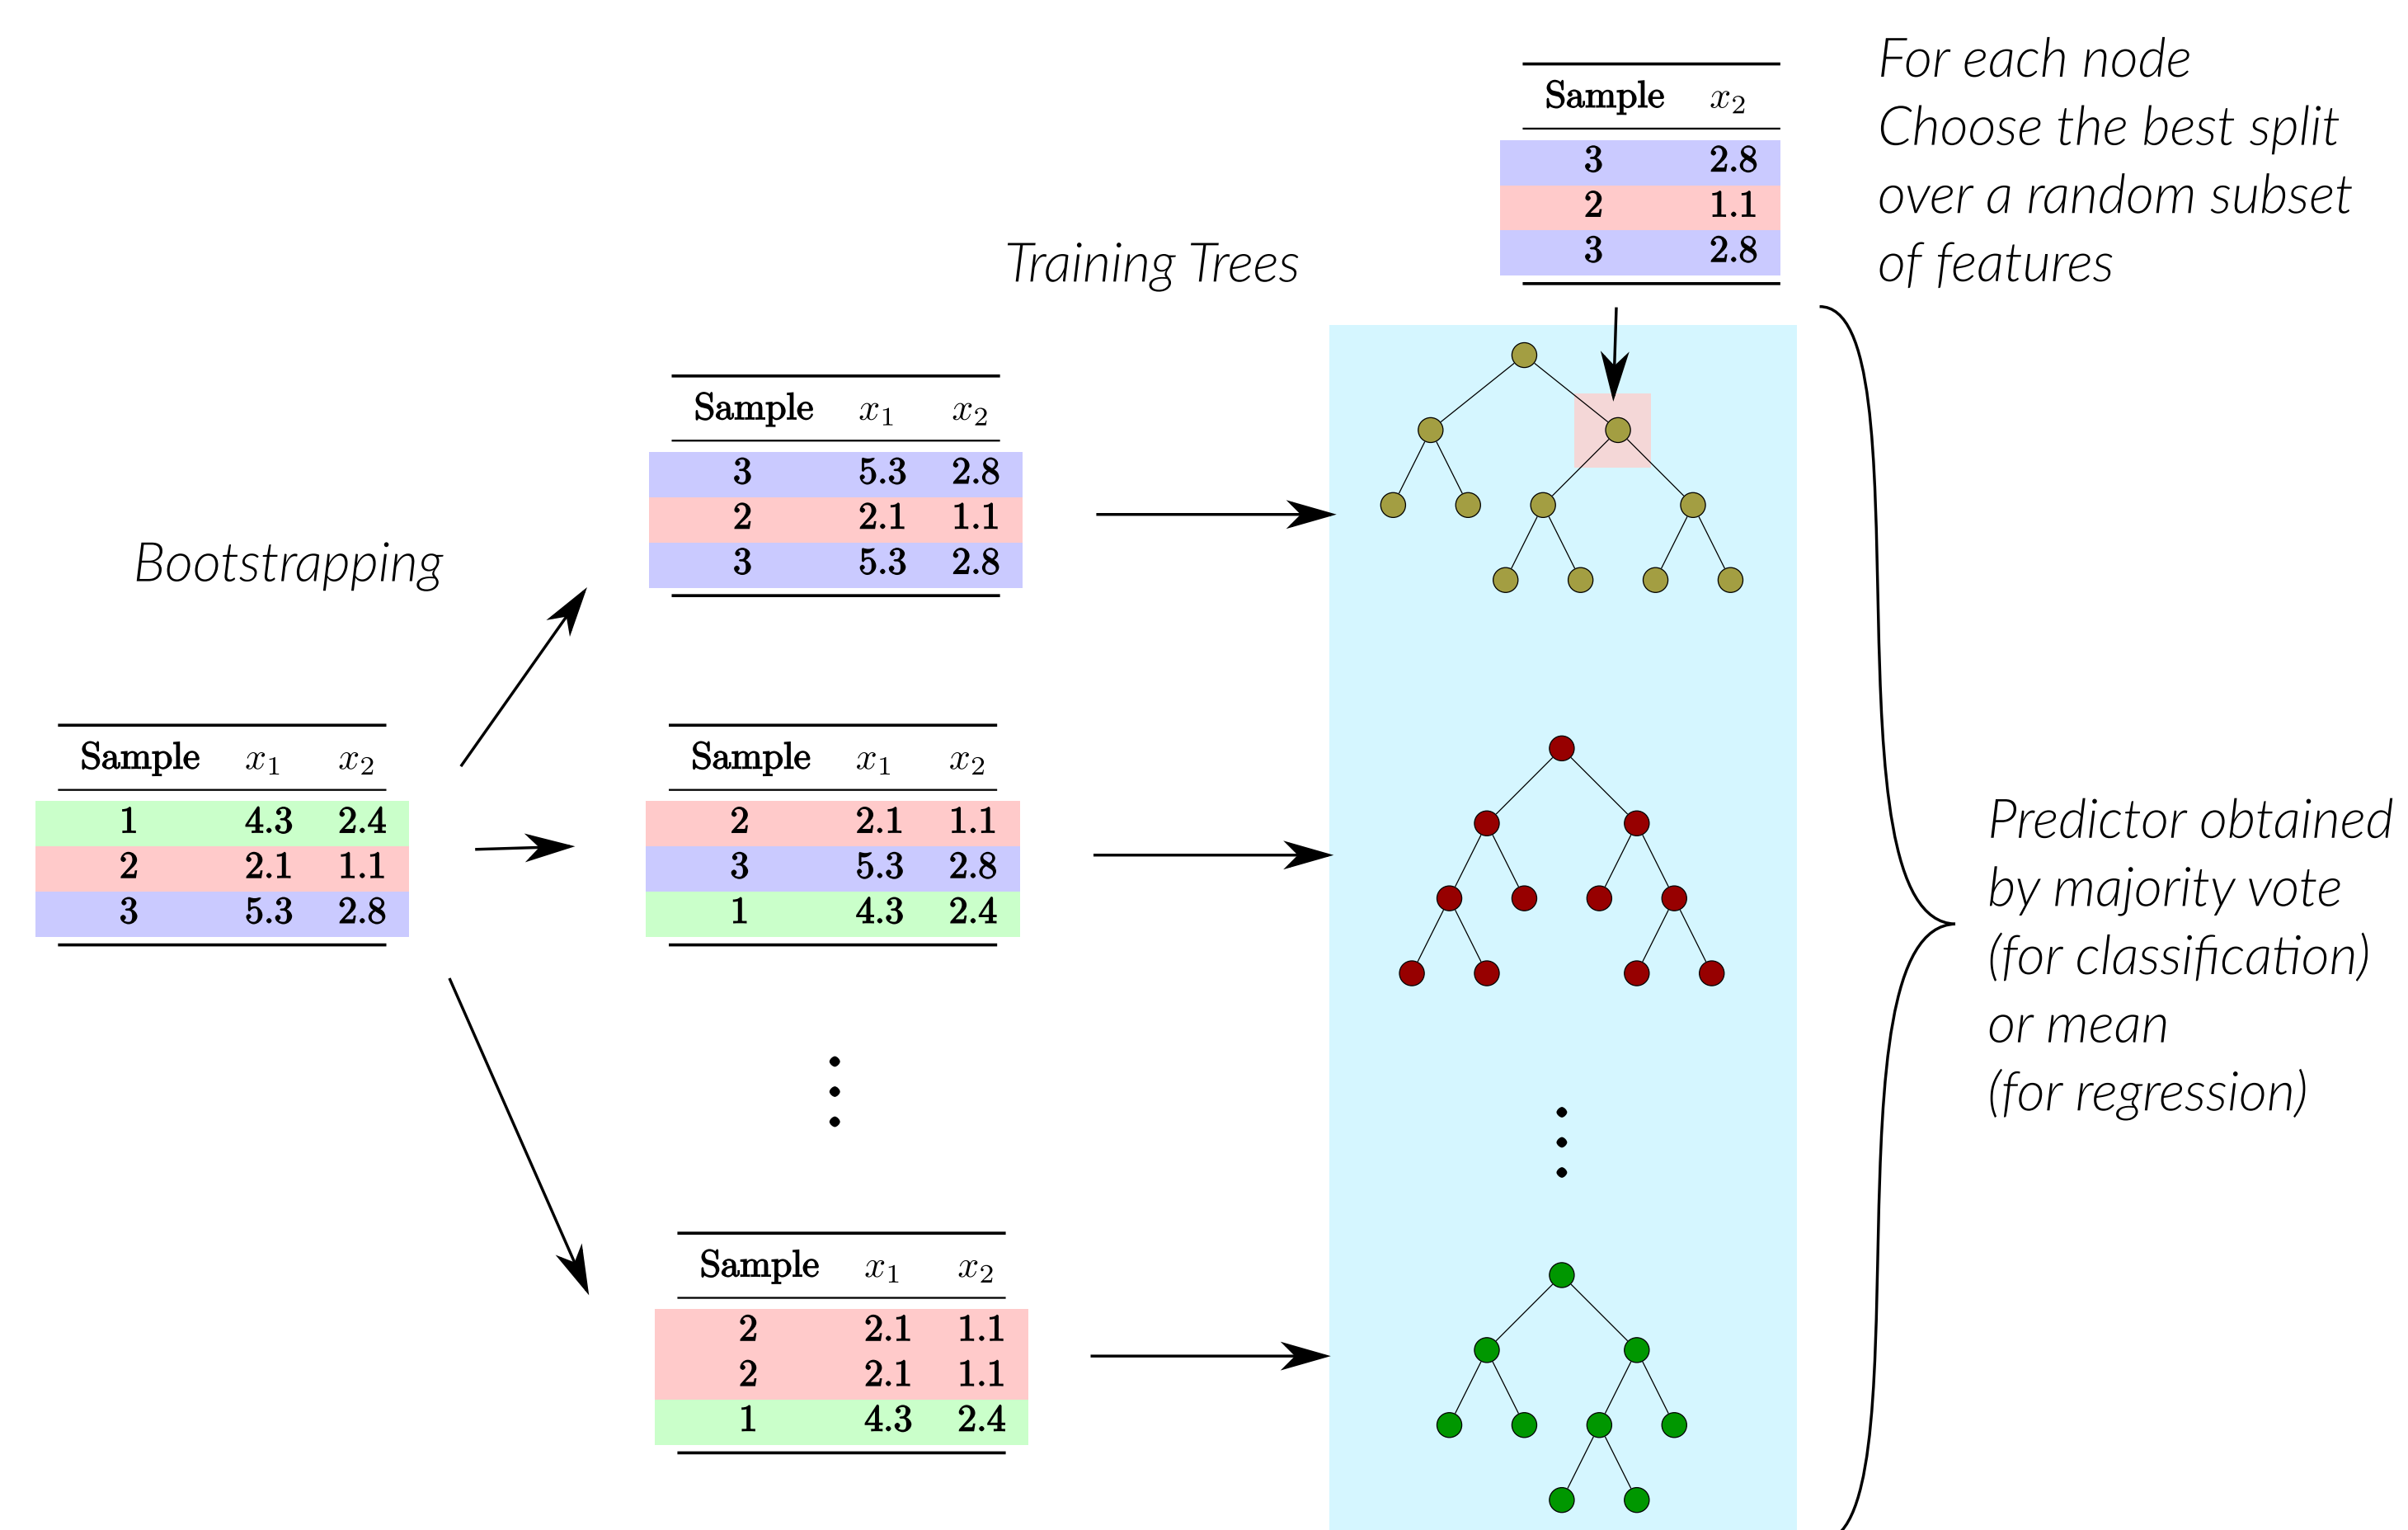 Sample x₂
3 2.8
2 1.1
3 2.8
For each node
Choose the best split
over a random subset
of features
Training Trees
Sample x₁ x₂
3 5.3 2.8
2 2.1 1.1
3 5.3 2.8
Bootstrapping
Sample x₁ x₂
1 4.3 2.4
2 2.1 1.1
3 5.3 2.8
Sample x₁ x₂
2 2.1 1.1
3 5.3 2.8
1 4.3 2.4
Predictor obtained
by majority vote
(for classification)
or mean
(for regression)
Sample x₁ x₂
2 2.1 1.1
2 2.1 1.1
1 4.3 2.4